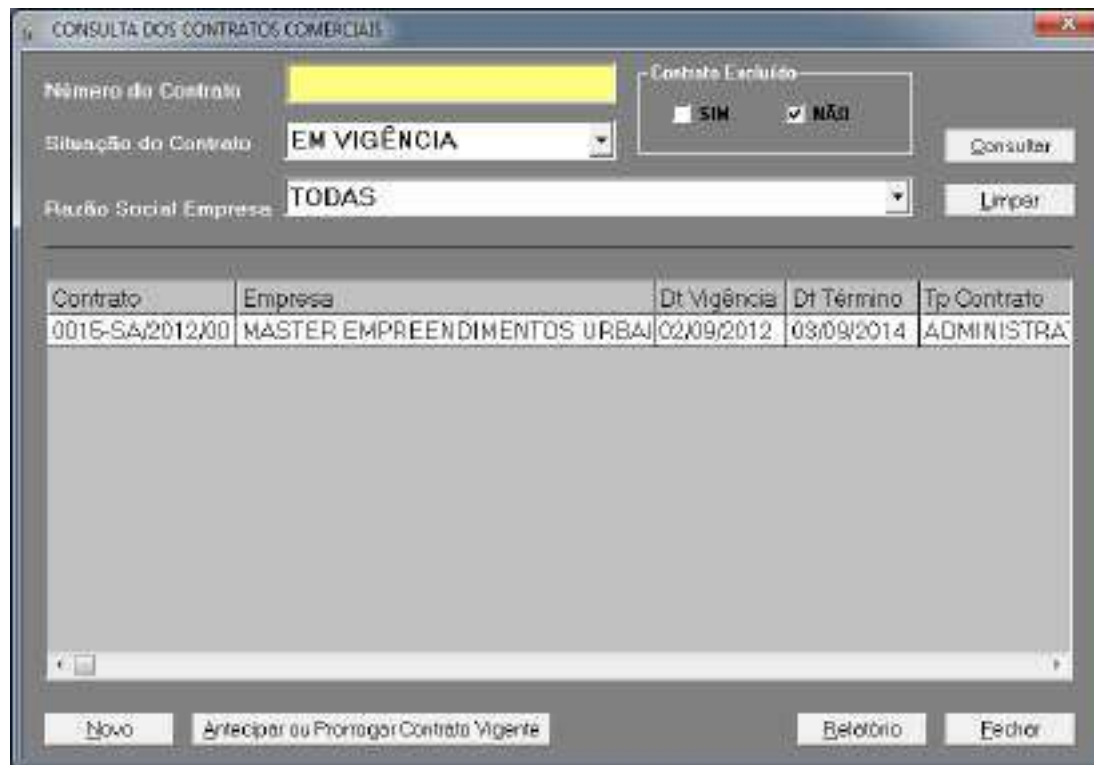 CONSULTA DOS CONTRATOS COMERCIAIS
Número do Contrato
Contrato Excluído
SIM NÃO
Situação do Contrato EM VIGÊNCIA
Consultar
Razão Social Empresa TODAS
Limpar
Contrato Empresa Dt Vigência Dt Término Tp Contrato
0015-SA/2012/00 MASTER EMPREENDIMENTOS URBA 02/09/2012 03/09/2014 ADMINISTRA
Novo Antecipar ou Prorrogar Contrato Vigente Relatório Fechar